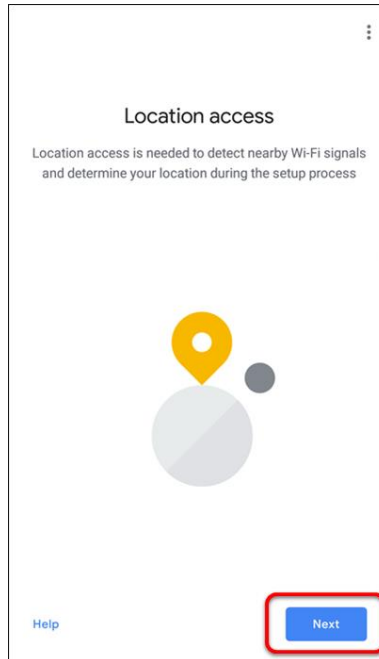 Location access
Location access is needed to detect nearby Wi-Fi signals
and determine your location during the setup process
Help
Next